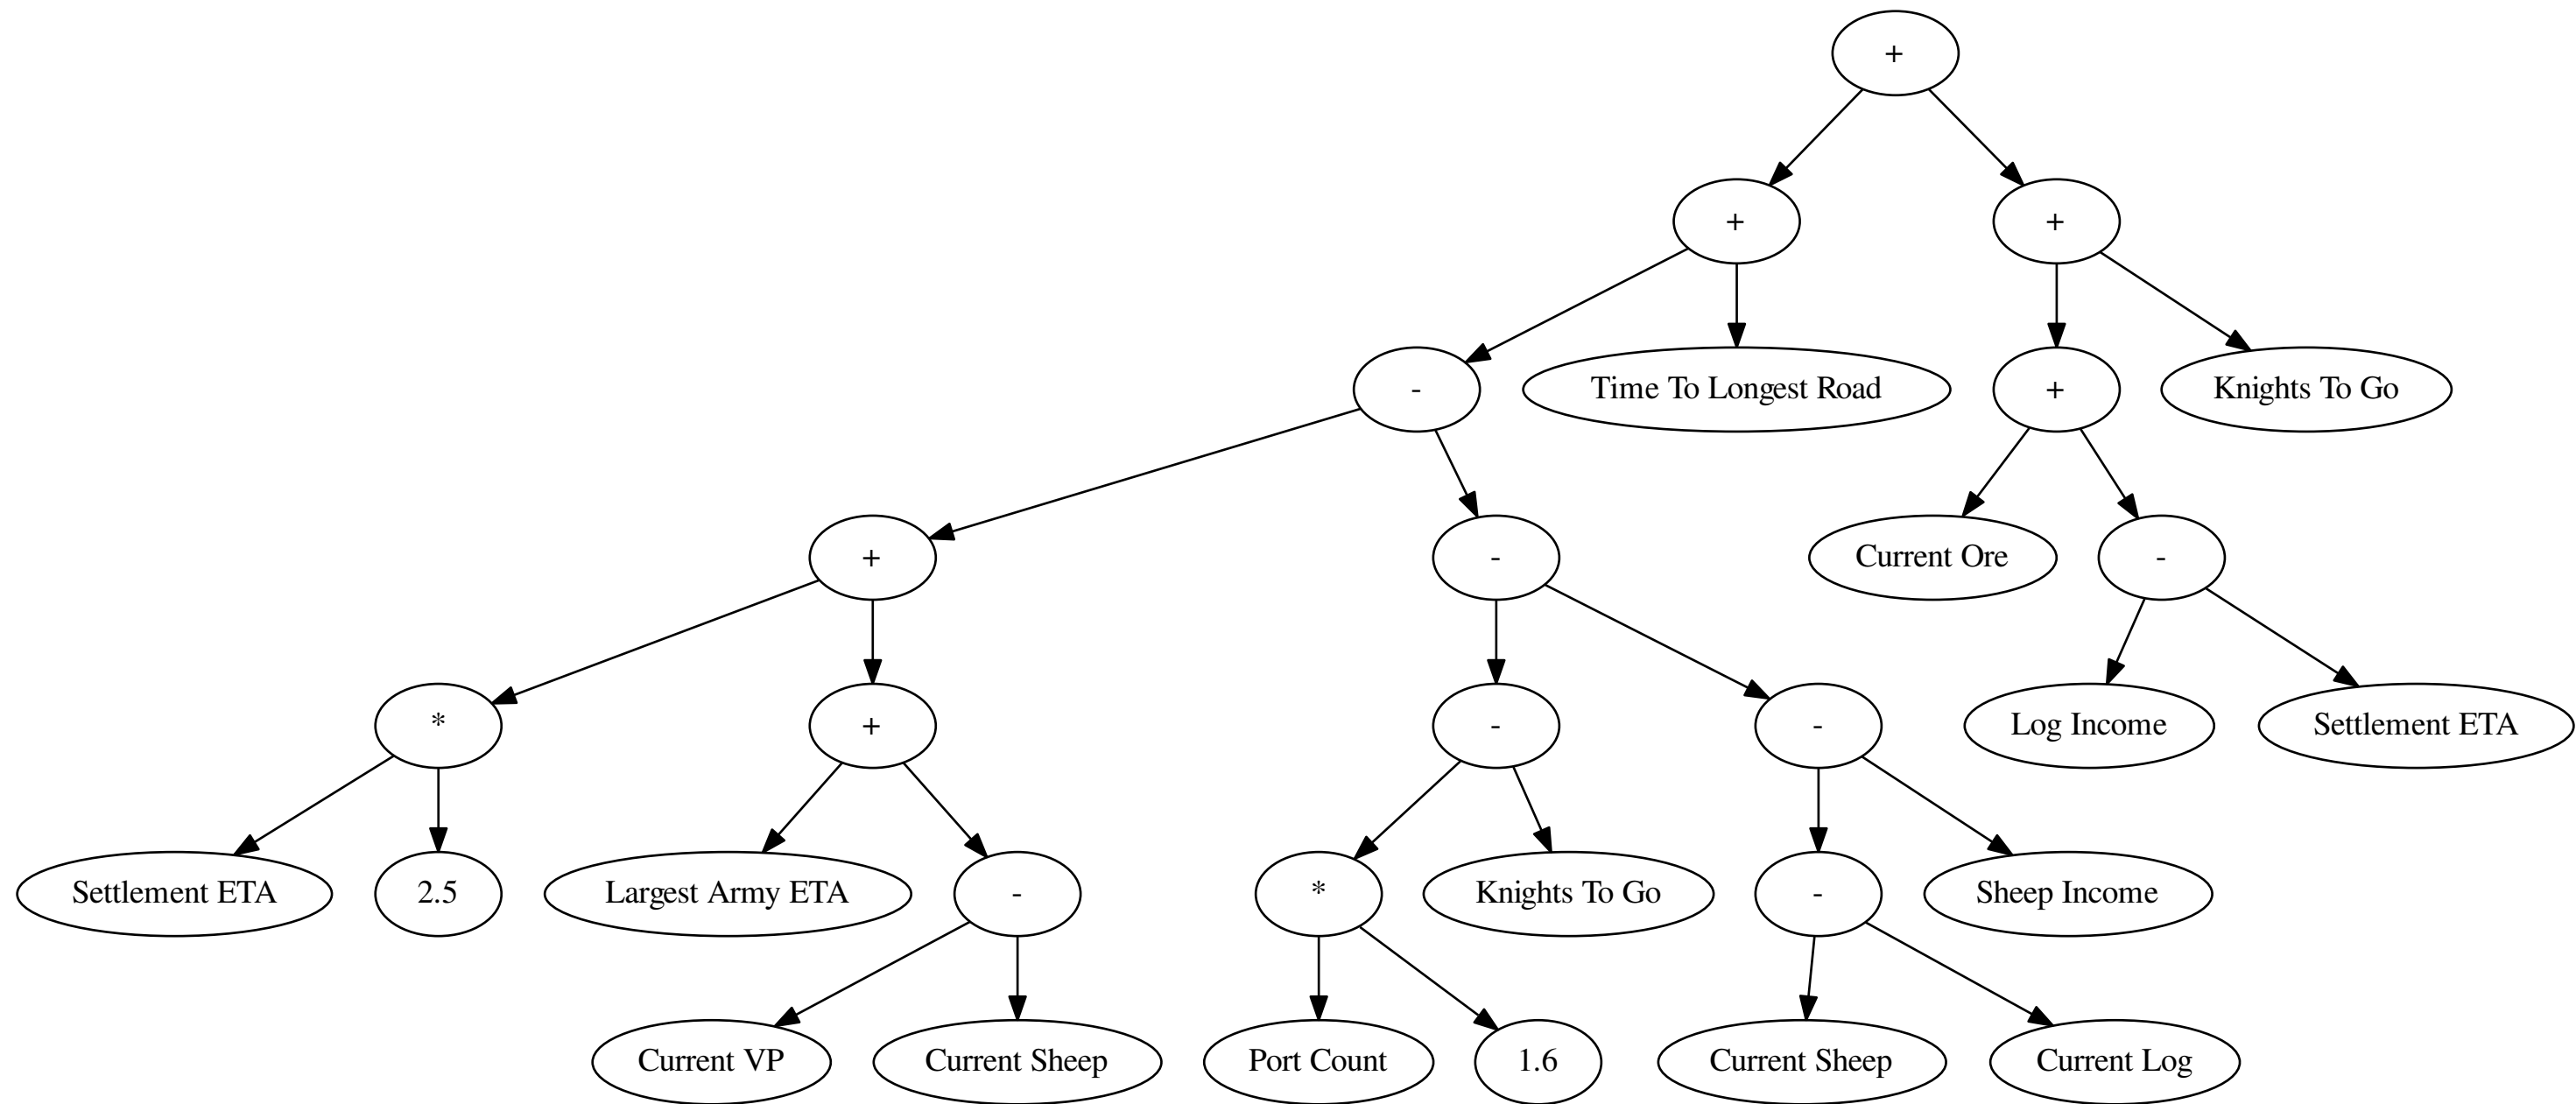 +
+ +
- Time To Longest Road + Knights To Go
+ - Current Ore -
* + - - Log Income Settlement ETA
Settlement ETA 2.5 Largest Army ETA - * Knights To Go - Sheep Income
Current VP Current Sheep Port Count 1.6 Current Sheep Current Log